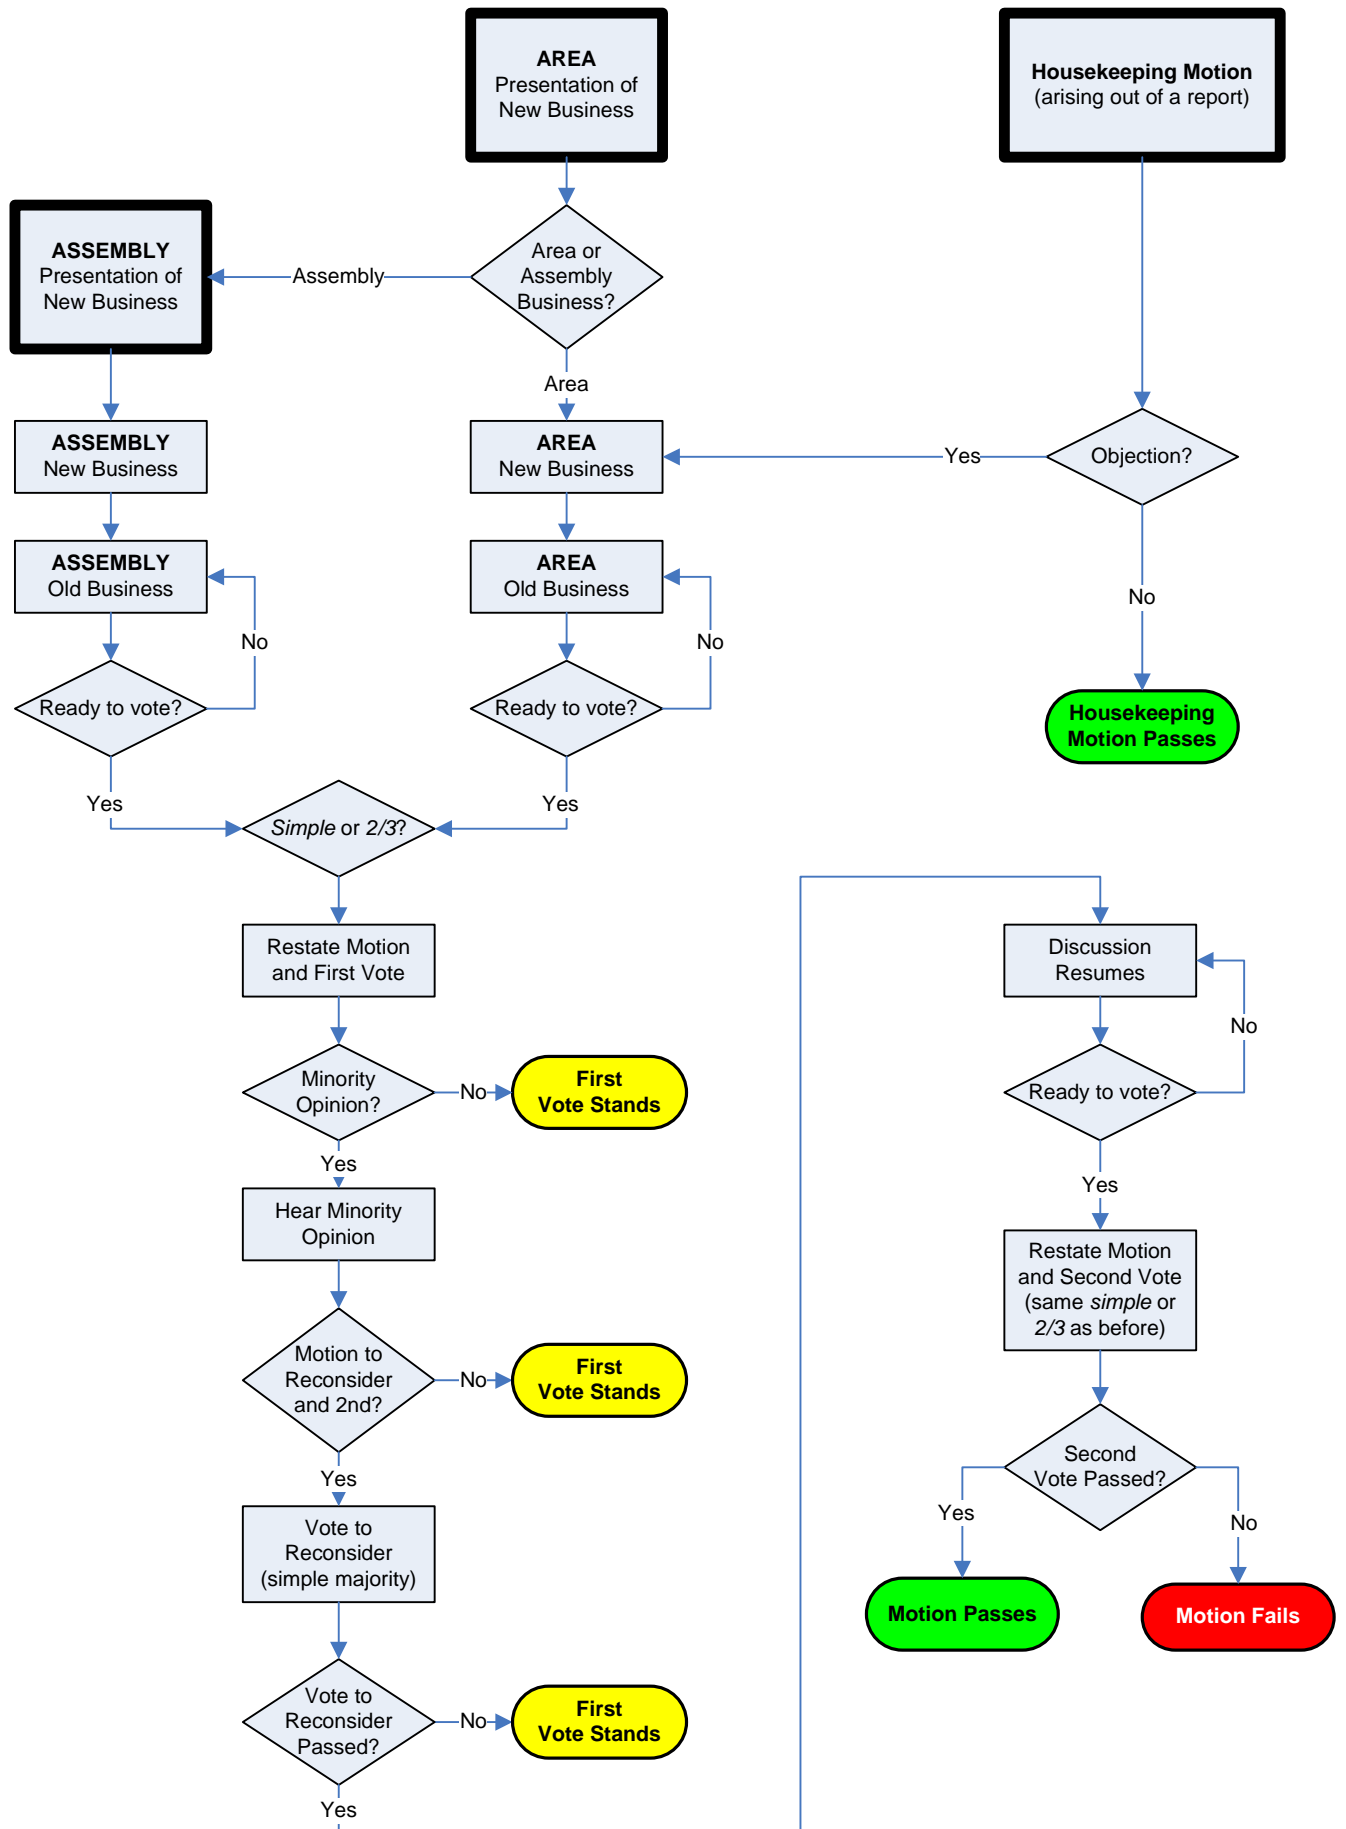 AREA
Presentation of
New Business
Housekeeping Motion
(arising out of a report)
ASSEMBLY
Presentation of
New Business
Assembly
Area or
Assembly
Business?
Area
ASSEMBLY
New Business
AREA
New Business
Yes
Objection?
ASSEMBLY
Old Business
AREA
Old Business
No
No
No
Ready to vote?
Ready to vote?
Housekeeping
Motion Passes
Yes
Yes
Simple or 2/3?
Restate Motion
and First Vote
Minority
Opinion?
No
First
Vote Stands
Yes
Hear Minority
Opinion
Motion to
Reconsider
and 2nd?
No
First
Vote Stands
Yes
Vote to
Reconsider
(simple majority)
Vote to
Reconsider
Passed?
No
First
Vote Stands
Yes
Discussion
Resumes
No
Ready to vote?
Yes
Restate Motion
and Second Vote
(same simple or
2/3 as before)
Second
Vote Passed?
Yes
No
Motion Passes
Motion Fails